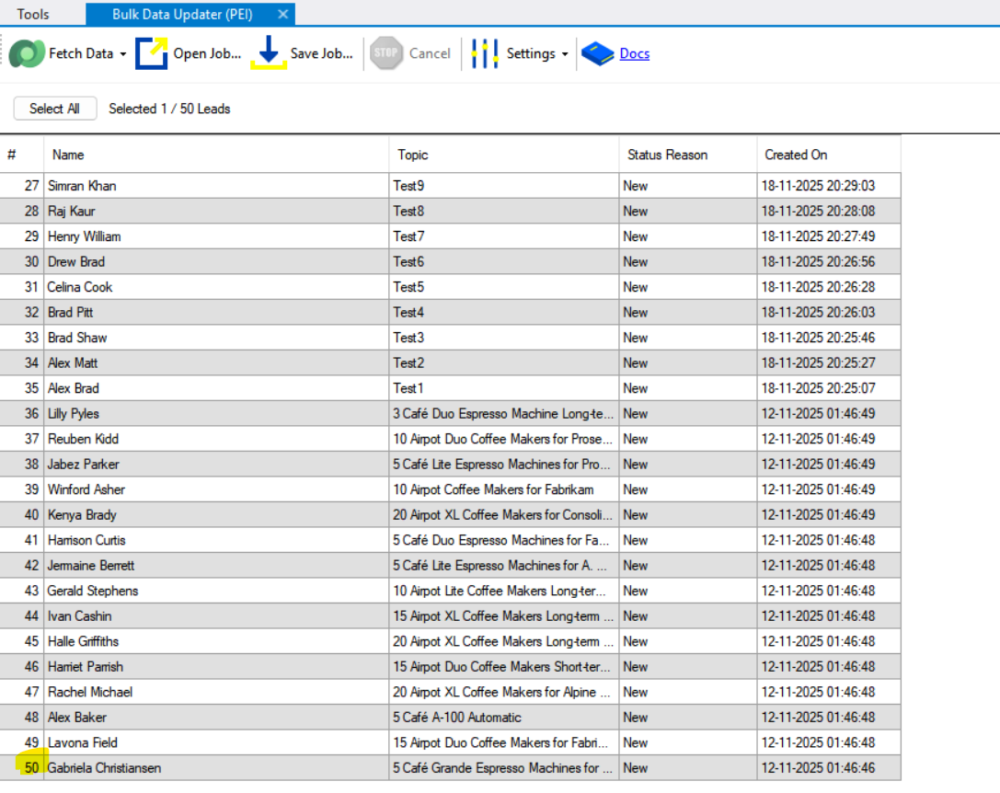 Tools Bulk Data Updater (PEI) ×
Fetch Data Open Job... Save Job... STOP Cancel Settings Docs
Select All Selected 1 / 50 Leads
# Name Topic Status Reason Created On
27 Simran Khan Test9 New 18-11-2025 20:29:03
28 Raj Kaur Test8 New 18-11-2025 20:28:08
29 Henry William Test7 New 18-11-2025 20:27:49
30 Drew Brad Test6 New 18-11-2025 20:26:56
31 Celina Cook Test5 New 18-11-2025 20:26:28
32 Brad Pitt Test4 New 18-11-2025 20:26:03
33 Brad Shaw Test3 New 18-11-2025 20:25:46
34 Alex Matt Test2 New 18-11-2025 20:25:27
35 Alex Brad Test1 New 18-11-2025 20:25:07
36 Lilly Pyles 3 Café Duo Espresso Machine Long-te... New 12-11-2025 01:46:49
37 Reuben Kidd 10 Airpot Duo Coffee Makers for Prose... New 12-11-2025 01:46:49
38 Jabez Parker 5 Café Lite Espresso Machines for Pro... New 12-11-2025 01:46:49
39 Winford Asher 10 Airpot Coffee Makers for Fabrikam New 12-11-2025 01:46:49
40 Kenya Brady 20 Airpot XL Coffee Makers for Consoli... New 12-11-2025 01:46:49
41 Harrison Curtis 5 Café Duo Espresso Machines for Fa... New 12-11-2025 01:46:48
42 Jermaine Berrett 5 Café Lite Espresso Machines for A. ... New 12-11-2025 01:46:48
43 Gerald Stephens 10 Airpot Lite Coffee Makers Long-ter... New 12-11-2025 01:46:48
44 Ivan Cashin 15 Airpot XL Coffee Makers Long-term ... New 12-11-2025 01:46:48
45 Halle Griffiths 20 Airpot XL Coffee Makers Long-term ... New 12-11-2025 01:46:48
46 Harriet Parrish 15 Airpot Duo Coffee Makers Short-ter... New 12-11-2025 01:46:48
47 Rachel Michael 20 Airpot XL Coffee Makers for Alpine ... New 12-11-2025 01:46:48
48 Alex Baker 5 Café A-100 Automatic New 12-11-2025 01:46:48
49 Lavona Field 15 Airpot Duo Coffee Makers for Fabri... New 12-11-2025 01:46:48
50 Gabriela Christiansen 5 Café Grande Espresso Machines for ... New 12-11-2025 01:46:46